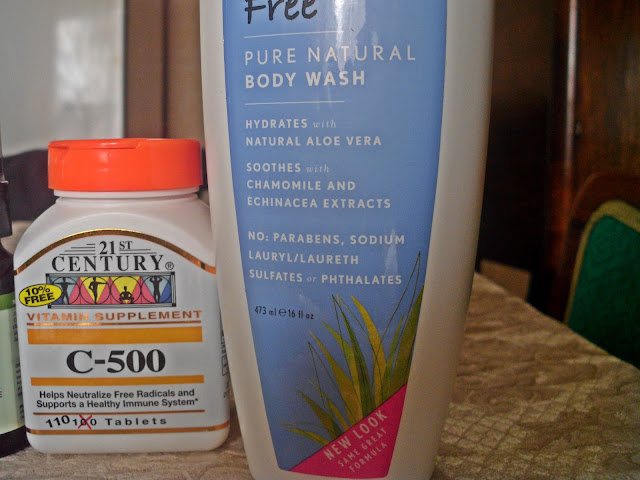 21ST
CENTURY®
10%
FREE
VITAMIN SUPPLEMENT
C-500
Helps Neutralize Free Radicals and
Supports a Healthy Immune System*
110 100 Tablets
Free
PURE NATURAL
BODY WASH
HYDRATES with
NATURAL ALOE VERA
SOOTHES with
CHAMOMILE AND
ECHINACEA EXTRACTS
NO: PARABENS, SODIUM
LAURYL/LAURETH
SULFATES or PHTHALATES
473 ml ℮ 16 fl oz
NEW LOOK
SAME GREAT
FORMULA